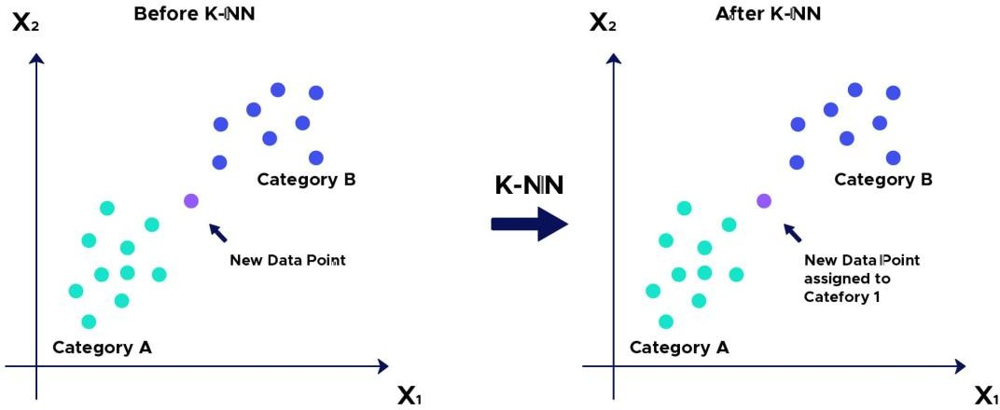 Before K-NN
X₂
Category B
New Data Point
Category A
X₁
K-NN
After K-NN
X₂
Category B
New Data Point
assigned to
Catefory 1
Category A
X₁